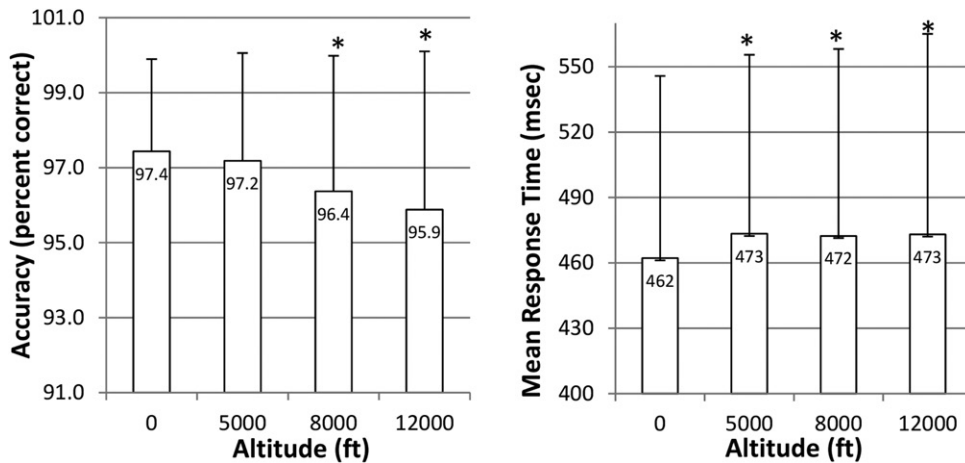 101.0
99.0
97.0
95.0
93.0
91.0
Accuracy (percent correct)
* *
97.4 97.2 96.4 95.9
0 5000 8000 12000
Altitude (ft)
550
520
490
460
430
400
Mean Response Time (msec)
* * *
462 473 472 473
0 5000 8000 12000
Altitude (ft)